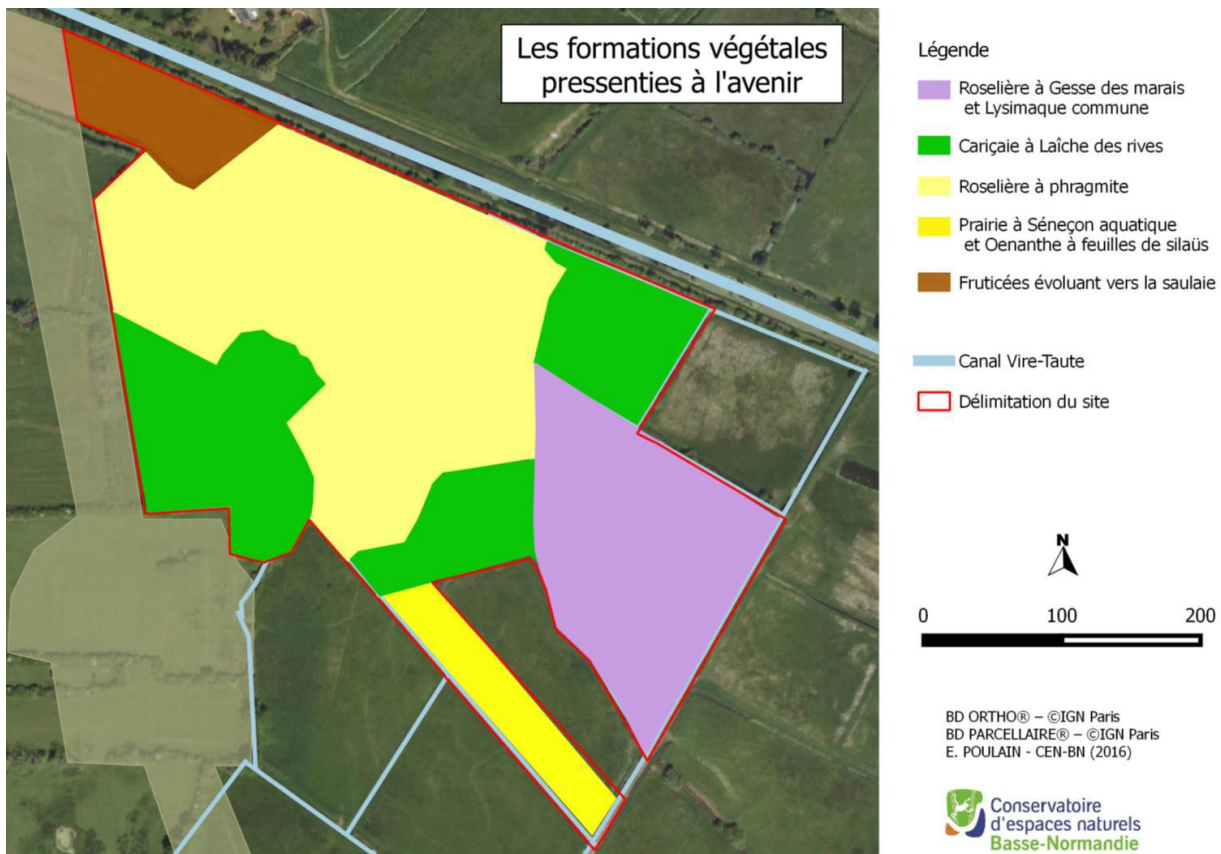 Les formations végétales
pressenties à l'avenir
Légende
Roselière à Gesse des marais
et Lysimaque commune
Cariçaie à Laîche des rives
Roselière à phragmite
Prairie à Séneçon aquatique
et Oenanthe à feuilles de silaüs
Fruticées évoluant vers la saulaie
Canal Vire-Taute
Délimitation du site
N
0 100 200
BD ORTHO® – ©IGN Paris
BD PARCELLAIRE® – ©IGN Paris
E. POULAIN - CEN-BN (2016)
Conservatoire
d'espaces naturels
Basse-Normandie